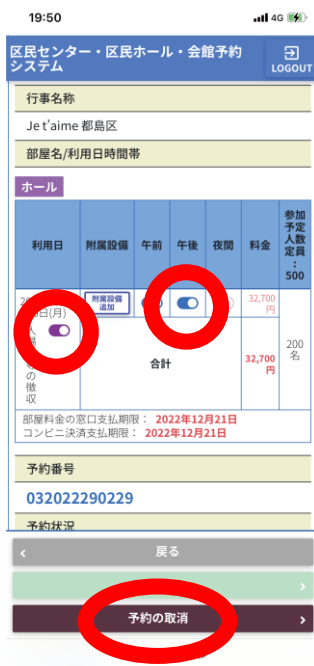 19:50
4G
区民センター・区民ホール・会館予約
システム
LOGOUT
行事名称
Je t'aime 都島区
部屋名/利用日時間帯
ホール
利用日
附属設備
午前
午後
夜間
料金
参加
予定
人数
定員
:
500
日(月)
附属設備
追加
32,700
円
の
徴
収
合計
32,700
円
200
名
部屋料金の窓口支払期限： 2022年12月21日
コンビニ決済支払期限： 2022年12月21日
予約番号
032022290229
予約状況
戻る
予約の取消